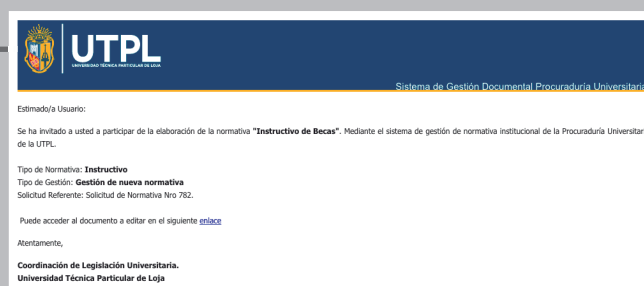 UTPL
UNIVERSIDAD TÉCNICA PARTICULAR DE LOJA
Sistema de Gestión Documental Procuraduría Universitaria
Estimado/a Usuario:
Se ha invitado a usted a participar de la elaboración de la normativa "Instructivo de Becas". Mediante el sistema de gestión de normativa institucional de la Procuraduría
de la UTPL.
Tipo de Normativa: Instructivo
Tipo de Gestión: Gestión de nueva normativa
Solicitud Referente: Solicitud de Normativa Nro 782.
Puede acceder al documento a editar en el siguiente enlace
Atentamente,
Coordinación de Legislación Universitaria.
Universidad Técnica Particular de Loja